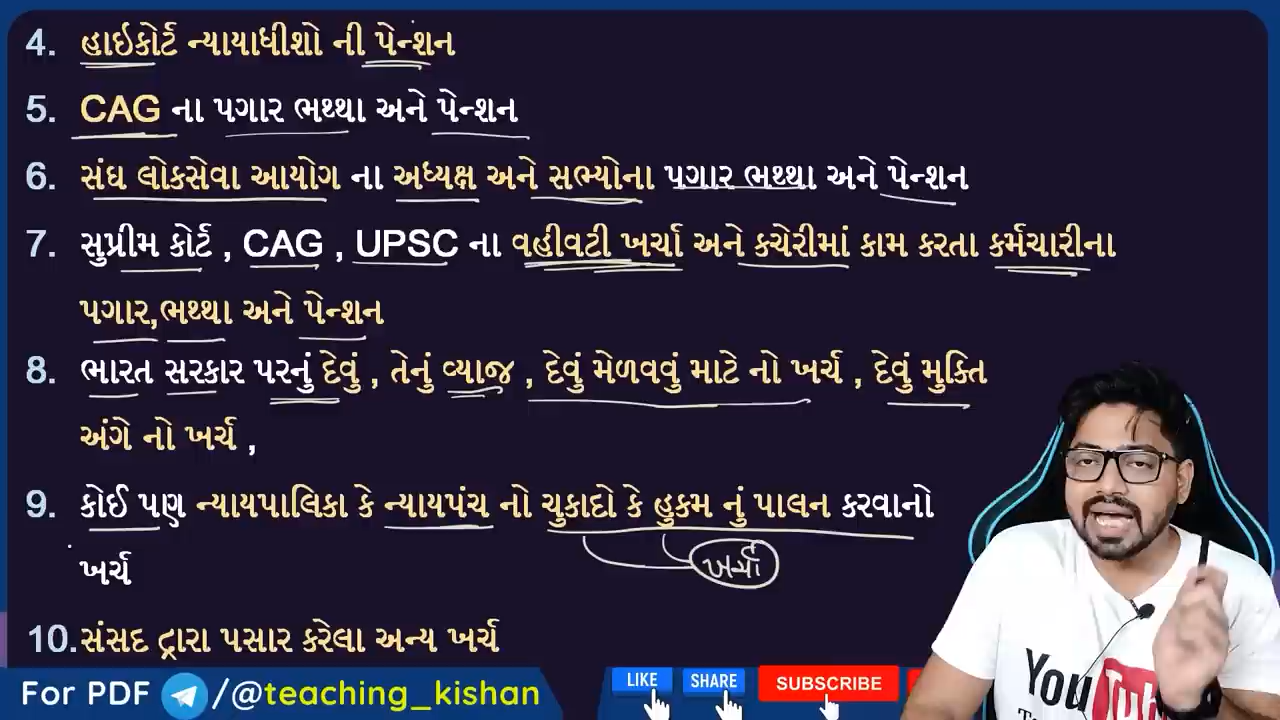 4. હાઇકોર્ટ ન્યાયાધીશો ની પેન્શન
5. CAG ના પગાર ભથ્થા અને પેન્શન
6. સંઘ લોકસેવા આયોગ ના અધ્યક્ષ અને સભ્યોના પગાર ભથ્થા અને પેન્શન
7. સુપ્રીમ કોર્ટ , CAG , UPSC ના વહીવટી ખર્ચા અને કચેરીમાં કામ કરતા કર્મચારીના
પગાર,ભથ્થા અને પેન્શન
8. ભારત સરકાર પરનું દેવું , તેનું વ્યાજ , દેવું મેળવવું માટે નો ખર્ચ , દેવું મુક્તિ
અંગે નો ખર્ચ ,
9. કોઈ પણ ન્યાયપાલિકા કે ન્યાયપંચ નો ચુકાદો કે હુકમ નું પાલન કરવાનો
ખર્ચ
ખર્ચા
10. સંસદ દ્વારા પસાર કરેલા અન્ય ખર્ચ
For PDF /@teaching_kishan
LIKE SHARE SUBSCRIBE
You Tub